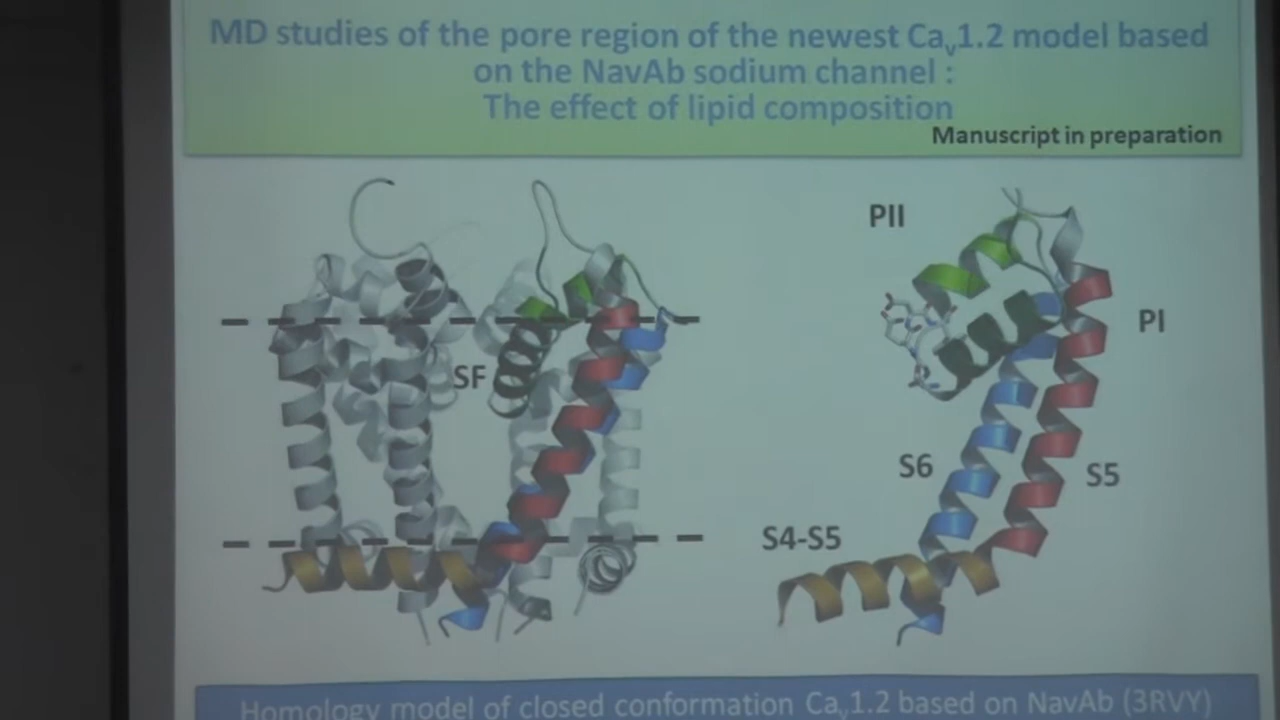 MD studies of the pore region of the newest Cav1.2 model based
on the NavAb sodium channel :
The effect of lipid composition
Manuscript in preparation
PII
PI
SF
S6
S5
S4-S5
Homology model of closed conformation Cav1.2 based on NavAb (3RVY)